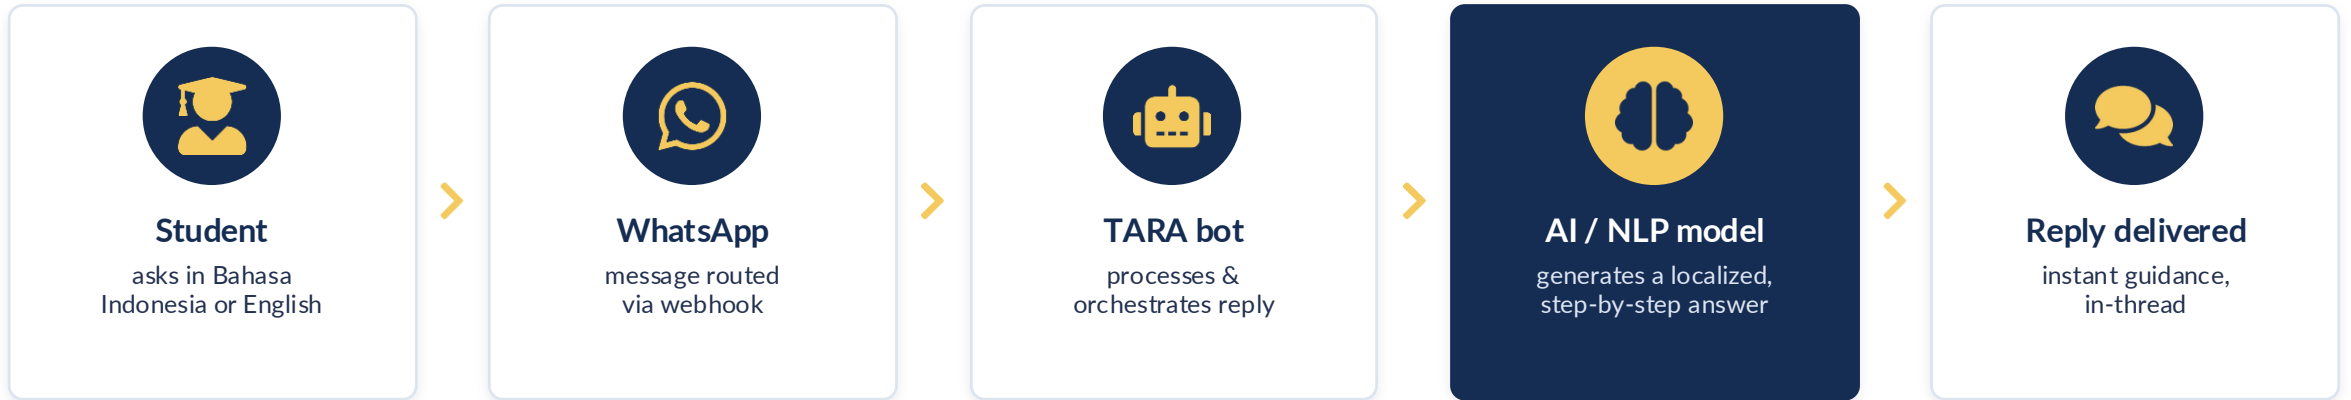 Student
asks in Bahasa
Indonesia or English
WhatsApp
message routed
via webhook
TARA bot
processes &
orchestrates reply
AI / NLP model
generates a localized,
step-by-step answer
Reply delivered
instant guidance,
in-thread